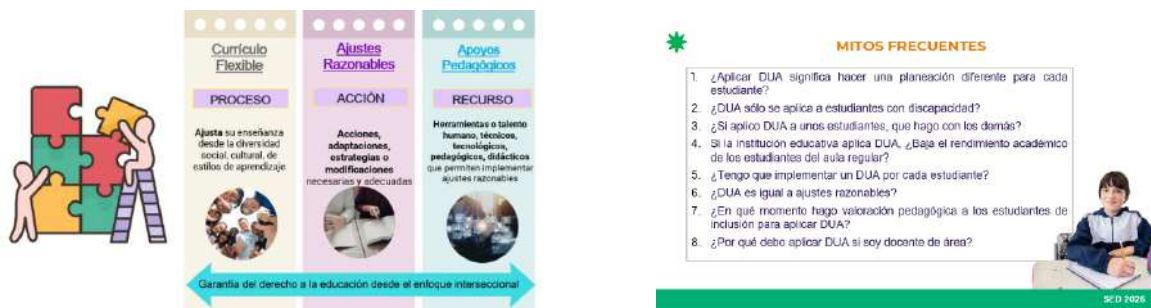 Currículo
Flexible
PROCESO
Ajusta su enseñanza
desde la diversidad
social, cultural, de
estilos de aprendizaje
Ajustes
Razonables
ACCIÓN
Acciones,
adaptaciones,
estrategias o
modificaciones
necesarias y adecuadas
Apoyos
Pedagógicos
RECURSO
Herramientas o talento
humano, técnicos,
tecnológicos,
pedagógicos, didácticos
que permiten implementar
ajustes razonables
Garantía del derecho a la educación desde el enfoque interseccional
MITOS FRECUENTES
1. ¿Aplicar DUA significa hacer una planeación diferente para cada
estudiante?
2. ¿DUA sólo se aplica a estudiantes con discapacidad?
3. ¿Si aplico DUA a unos estudiantes, que hago con los demás?
4. Si la institución educativa aplica DUA, ¿Baja el rendimiento académico
de los estudiantes del aula regular?
5. ¿Tengo que implementar un DUA por cada estudiante?
6. ¿DUA es igual a ajustes razonables?
7. ¿En qué momento hago valoración pedagógica a los estudiantes de
inclusión para aplicar DUA?
8. ¿Por qué debo aplicar DUA si soy docente de área?
SED 2026